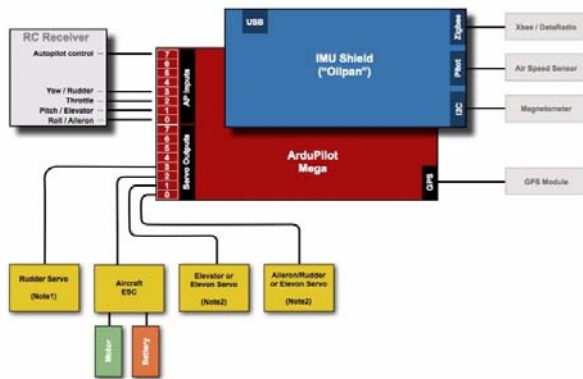 RC Receiver
Autopilot control
Yaw / Rudder
Throttle
Pitch / Elevator
Roll / Aileron
7
6
5
4
3
2
1
0
AP Inputs
7
6
5
4
3
2
1
0
Servo Outputs
USB
IMU Shield
("Oilpan")
Zigbee
Pitot
I2C
ArduPilot
Mega
GPS
Xbee / DataRadio
Air Speed Sensor
Magnetometer
GPS Module
Rudder Servo
(Note1)
Aircraft
ESC
Elevator or
Elevon Servo
(Note2)
Aileron/Rudder
or Elevon Servo
(Note2)
Motor
Battery